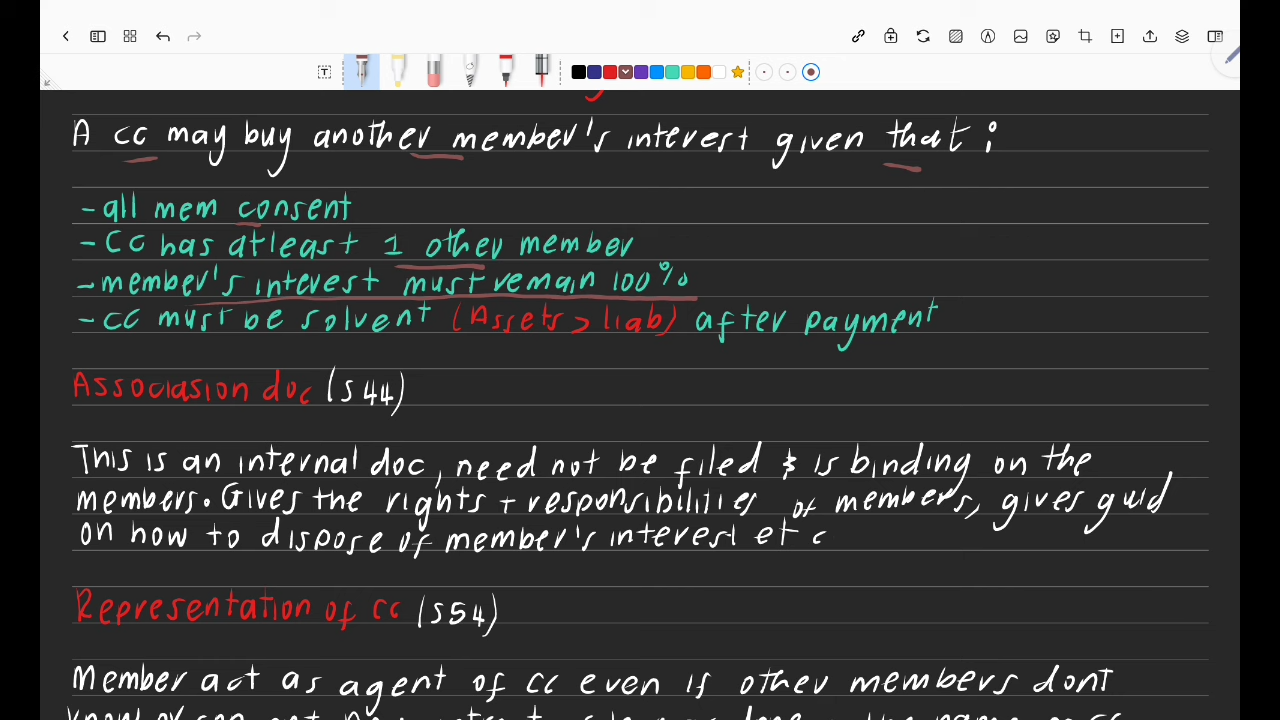 A cc may buy another member's interest given that :
- all mem consent
- CC has atleast 1 other member
- member's interest must remain 100%
- CC must be solvent (Assets > liab) after payment
Associasion doc (S44)
This is an internal doc, need not be filed & is binding on the
members. Gives the rights + responsibilities of members, gives guid
on how to dispose of member's interest etc
Representation of cc (S54)
Member act as agent of CC even if other members dont